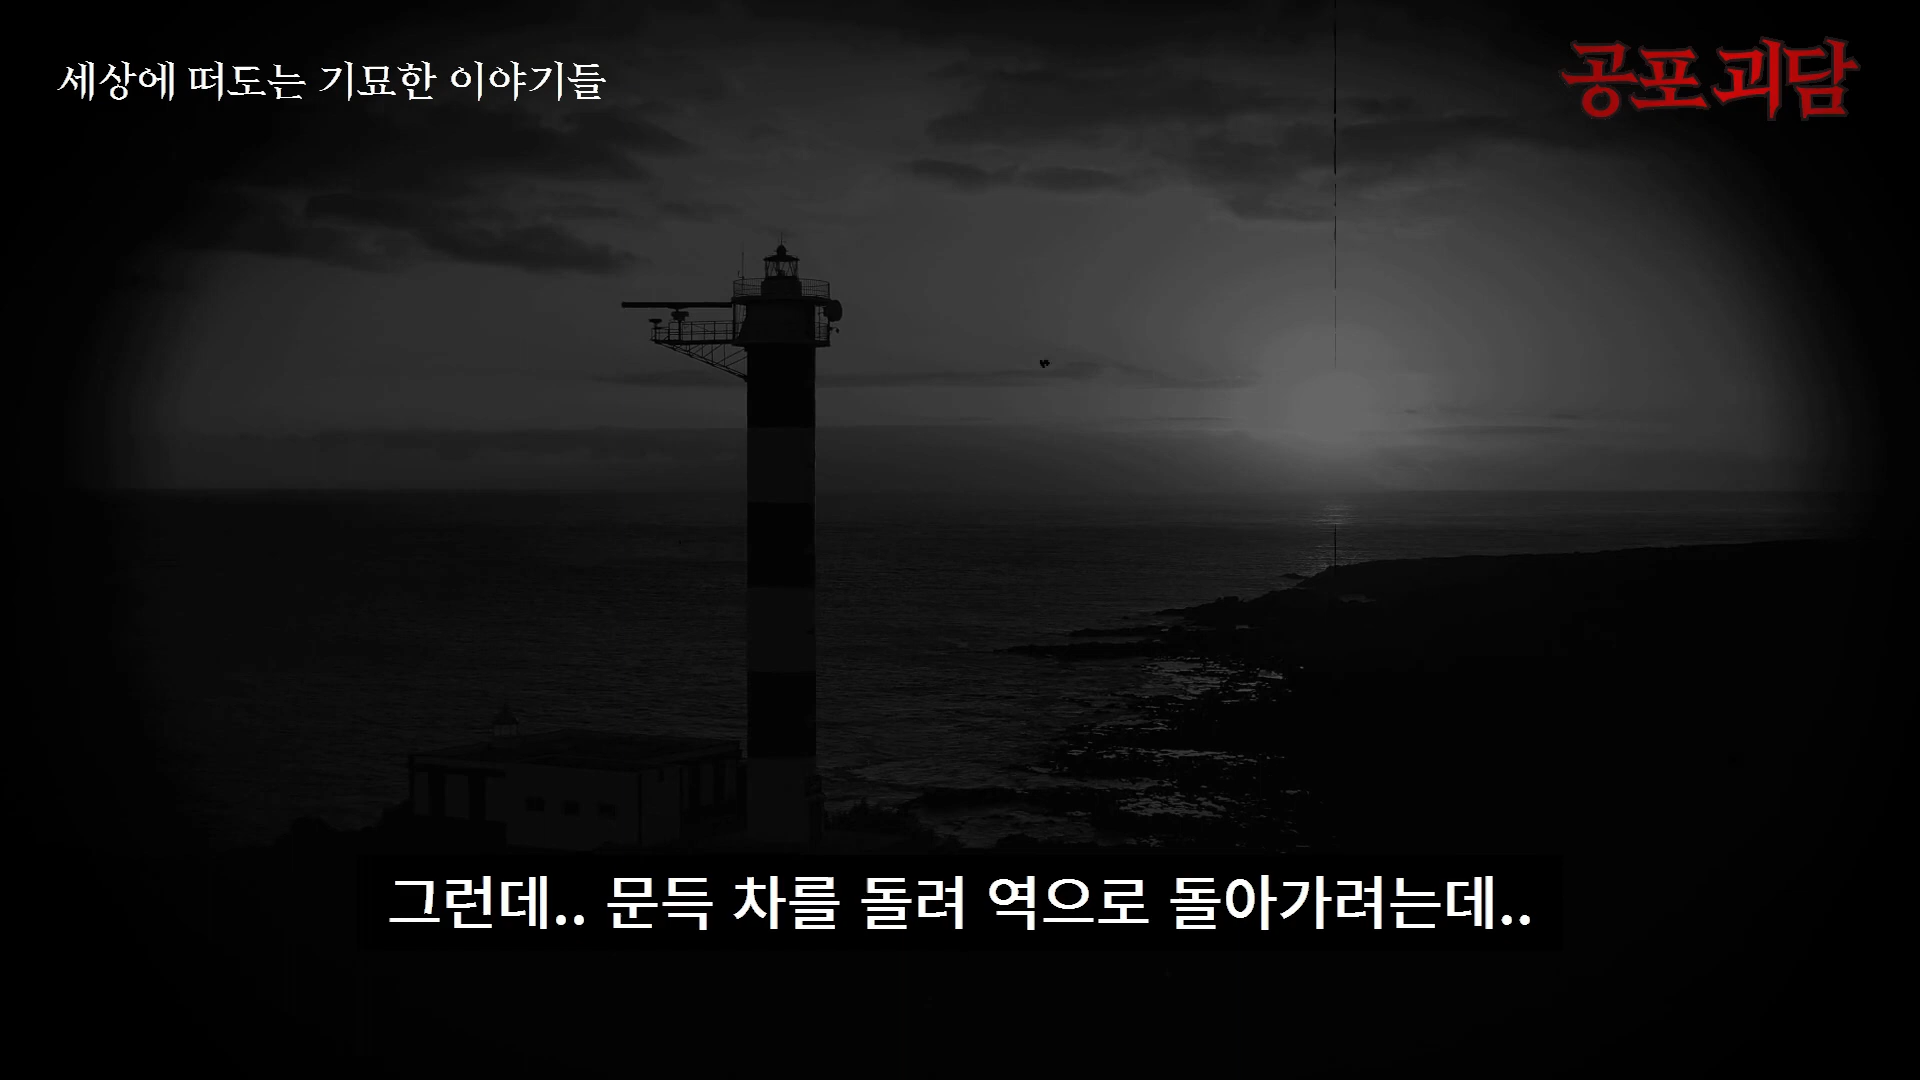 세상에 떠도는 기묘한 이야기들
공포 괴담
그런데.. 문득 차를 돌려 역으로 돌아가려는데..